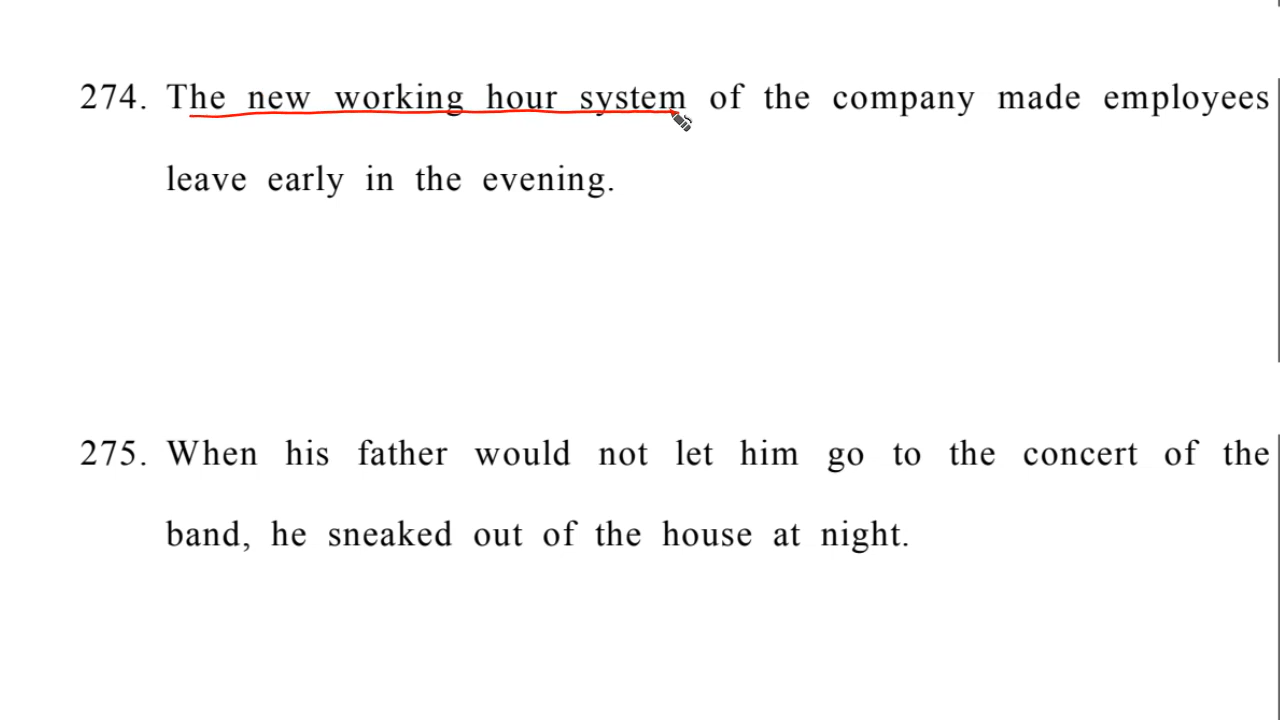 274. The new working hour system of the company made employees
leave early in the evening.
275. When his father would not let him go to the concert of the
band, he sneaked out of the house at night.